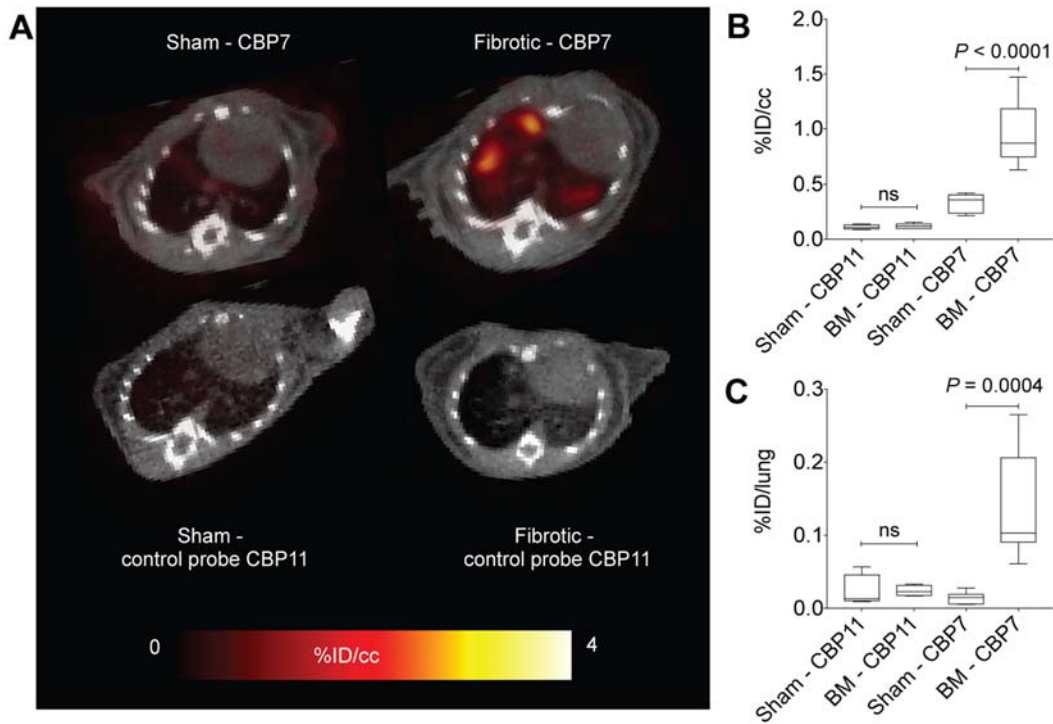 A
Sham - CBP7
Fibrotic - CBP7
Sham -
control probe CBP11
Fibrotic -
control probe CBP11
0
%ID/cc
4
B
P < 0.0001
2.0
1.5
1.0
0.5
0.0
%ID/cc
ns
Sham - CBP11
BM - CBP11
Sham - CBP7
BM - CBP7
C
P = 0.0004
0.3
0.2
0.1
0.0
%ID/lung
ns
Sham - CBP11
BM - CBP11
Sham - CBP7
BM - CBP7